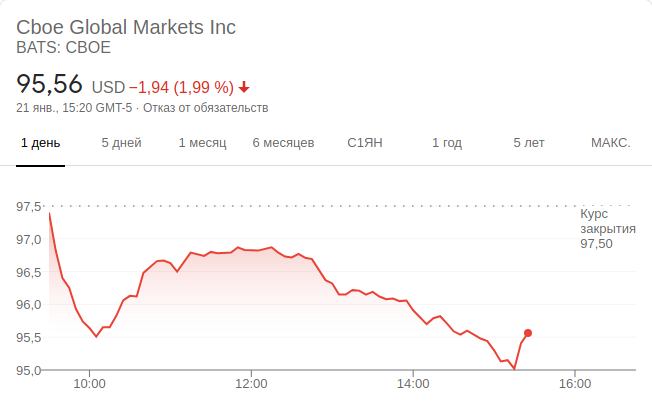 Cboe Global Markets Inc
BATS: CBOE
95,56 USD −1,94 (1,99 %)
21 янв., 15:20 GMT-5 · Отказ от обязательств
1 день 5 дней 1 месяц 6 месяцев С1ЯН 1 год 5 лет МАКС.
97,5
Курс
закрытия
97,50
97,0
96,5
96,0
95,5
95,0
10:00 12:00 14:00 16:00